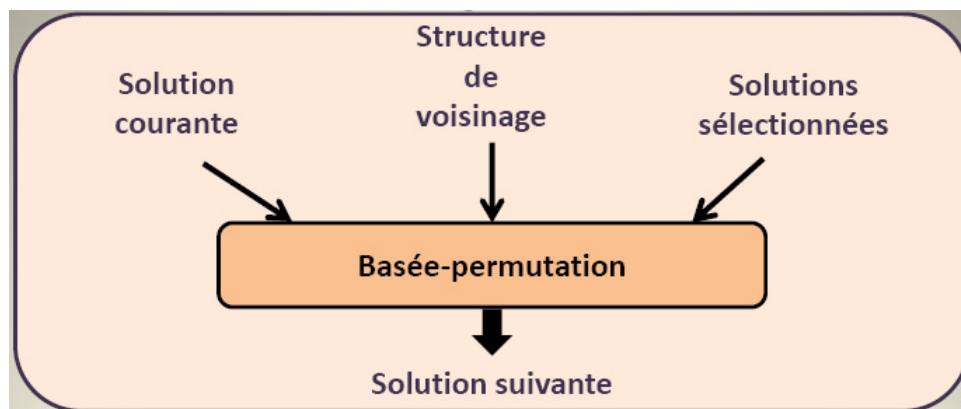 Solution
courante
Structure
de
voisinage
Solutions
sélectionnées
Basée-permutation
Solution suivante